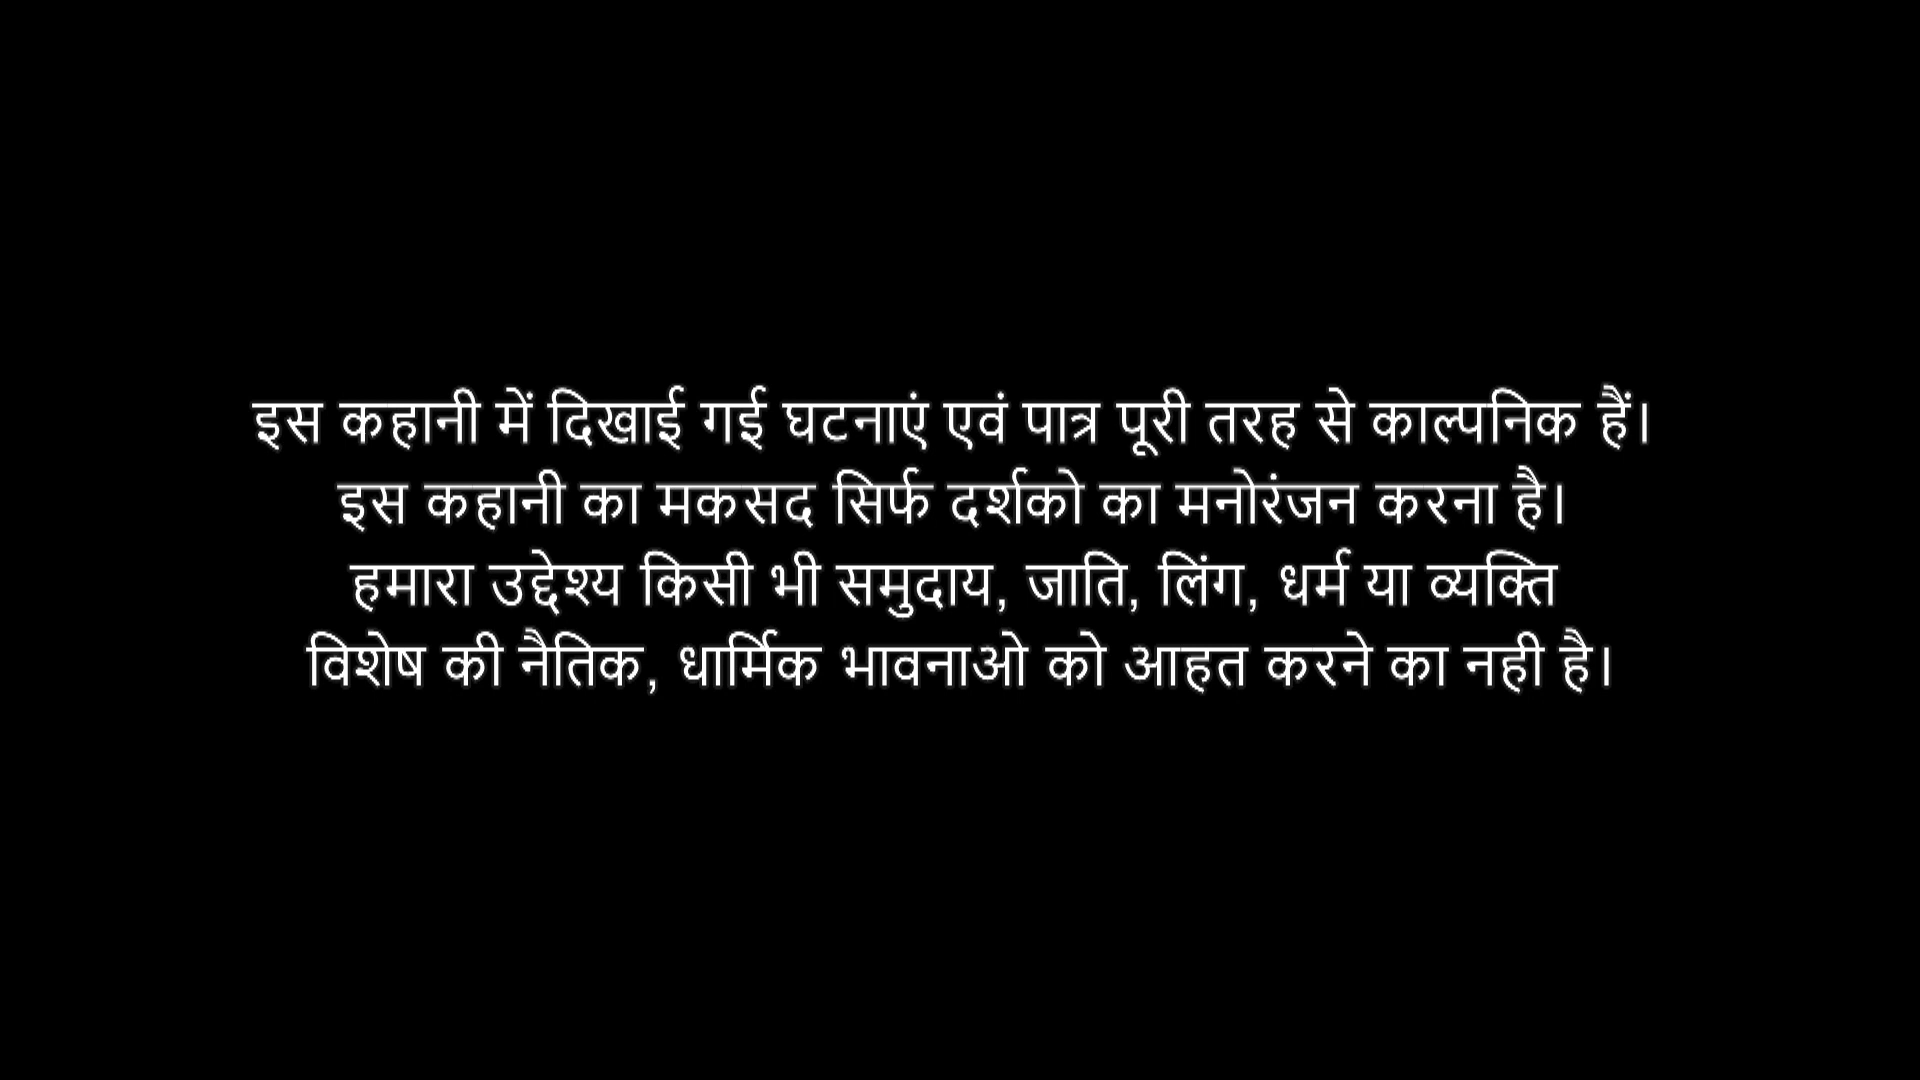 इस कहानी में दिखाई गई घटनाएं एवं पात्र पूरी तरह से काल्पनिक हैं।
इस कहानी का मकसद सिर्फ दर्शको का मनोरंजन करना है।
हमारा उद्देश्य किसी भी समुदाय, जाति, लिंग, धर्म या व्यक्ति
विशेष की नैतिक, धार्मिक भावनाओ को आहत करने का नही है।